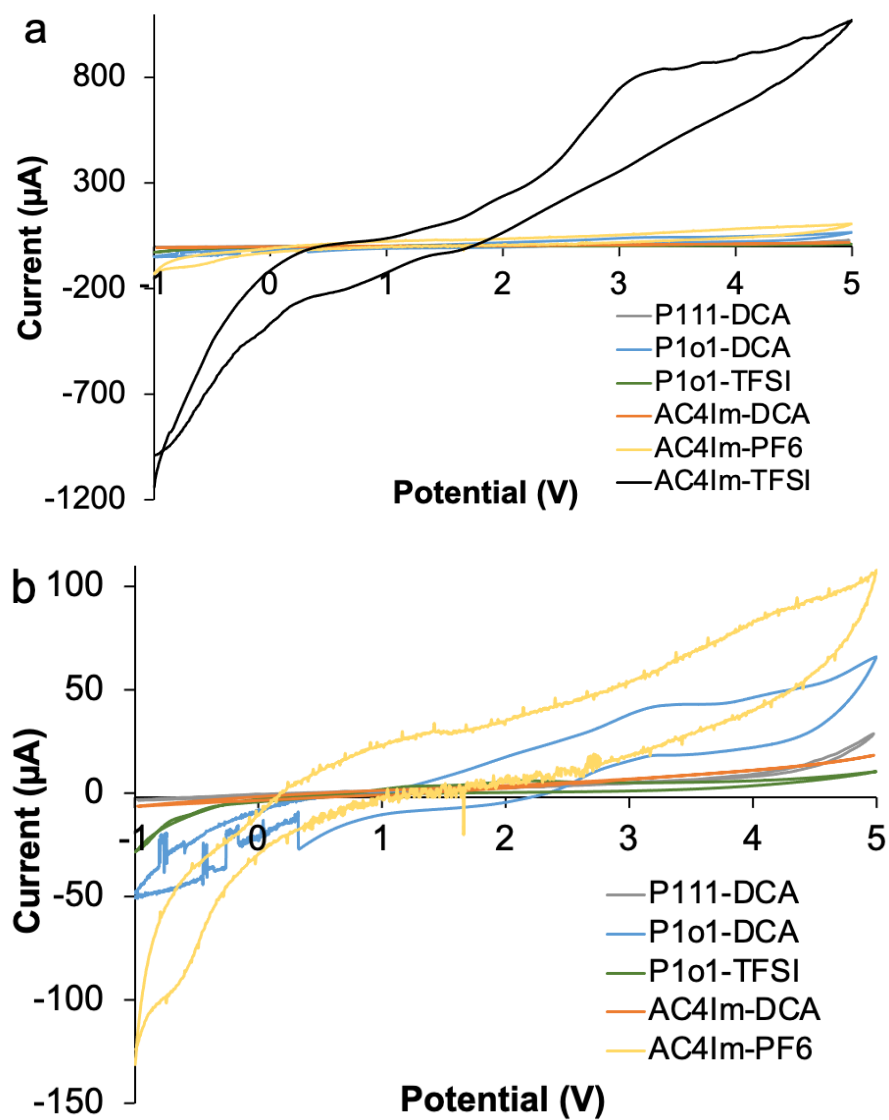 a
800
300
-200
-700
-1200
Current (µA)
-1 0 1 2 3 4 5
Potential (V)
P111-DCA
P1o1-DCA
P1o1-TFSI
AC4Im-DCA
AC4Im-PF6
AC4Im-TFSI
b
100
50
0
-50
-100
-150
Current (µA)
-1 0 1 2 3 4 5
Potential (V)
P111-DCA
P1o1-DCA
P1o1-TFSI
AC4Im-DCA
AC4Im-PF6